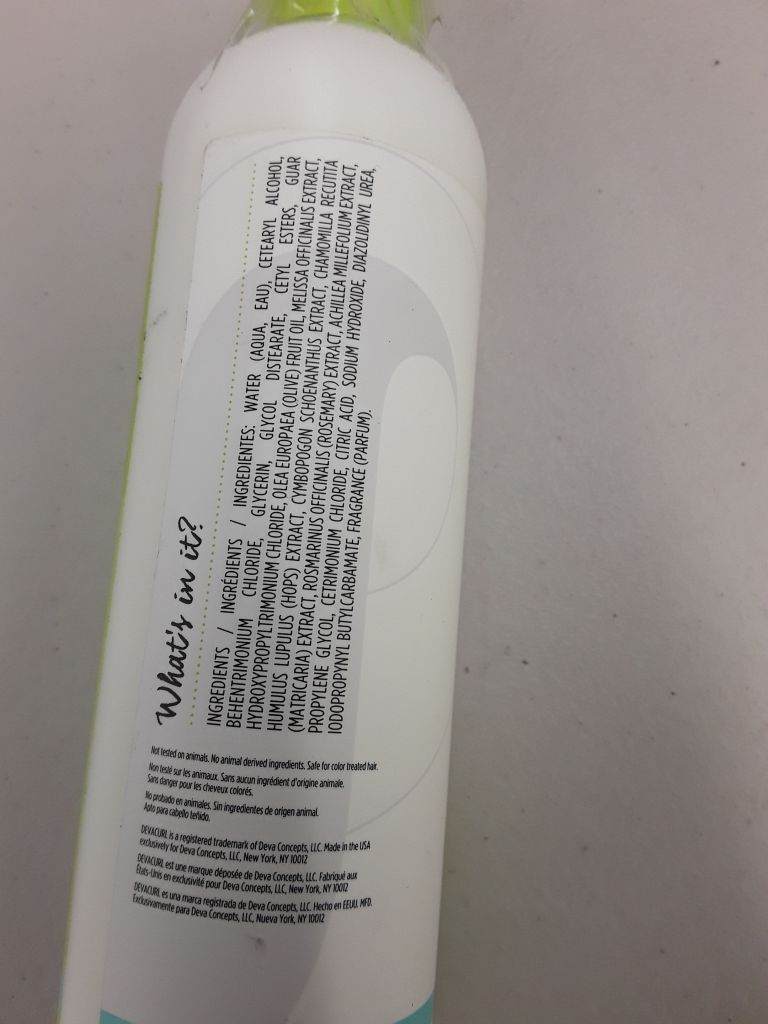 What's in it?
INGREDIENTS / INGRÉDIENTS / INGREDIENTES: WATER (AQUA, EAU), CETEARYL ALCOHOL,
BEHENTRIMONIUM CHLORIDE, GLYCERIN, GLYCOL DISTEARATE, CETYL ESTERS, GUAR
HYDROXYPROPYLTRIMONIUM CHLORIDE, OLEA EUROPAEA (OLIVE) FRUIT OIL, MELISSA OFFICINALIS EXTRACT,
HUMULUS LUPULUS (HOPS) EXTRACT, CYMBOPOGON SCHOENANTHUS EXTRACT, CHAMOMILLA RECUTITA
(MATRICARIA) EXTRACT, ROSMARINUS OFFICINALIS (ROSEMARY) EXTRACT, ACHILLEA MILLEFOLIUM EXTRACT,
PROPYLENE GLYCOL, CETRIMONIUM CHLORIDE, CITRIC ACID, SODIUM HYDROXIDE, DIAZOLIDINYL UREA,
IODOPROPYNYL BUTYLCARBAMATE, FRAGRANCE (PARFUM).
Not tested on animals. No animal derived ingredients. Safe for color treated hair.
Non testé sur les animaux. Sans aucun ingrédient d'origine animale.
Sans danger pour les cheveux colorés.
No probado en animales. Sin ingredientes de origen animal.
Apto para cabello teñido.
DEVACURL is a registered trademark of Deva Concepts, LLC. Made in the USA
exclusively for Deva Concepts, LLC, New York, NY 10012
DEVACURL est une marque déposée de Deva Concepts, LLC. Fabriqué aux
États-Unis en exclusivité pour Deva Concepts, LLC, New York, NY 10012
DEVACURL es una marca registrada de Deva Concepts, LLC. Hecho en EEUU. MFD.
Exclusivamente para Deva Concepts, LLC, Nueva York, NY 10012